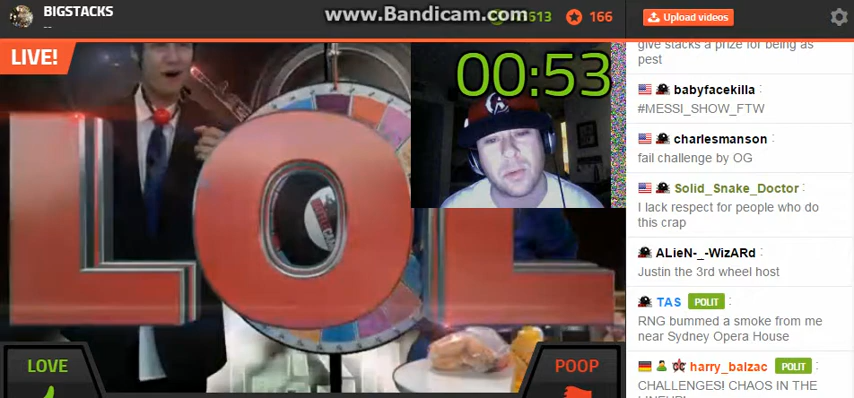 BIGSTACKS
--
www.Bandicam.com
613
166
Upload videos
LIVE!
00:53
LOL
LOVE
POOP
give stacks a prize for being as
pest
babyfacekilla :
#MESSI_SHOW_FTW
charlesmanson :
fail challenge by OG
Solid_Snake_Doctor :
I lack respect for people who do
this crap
ALieN-_-WizARd :
Justin the 3rd wheel host
TAS POLIT :
RNG bummed a smoke from me
near Sydney Opera House
harry_balzac POLIT :
CHALLENGES! CHAOS IN THE
LINEUP!